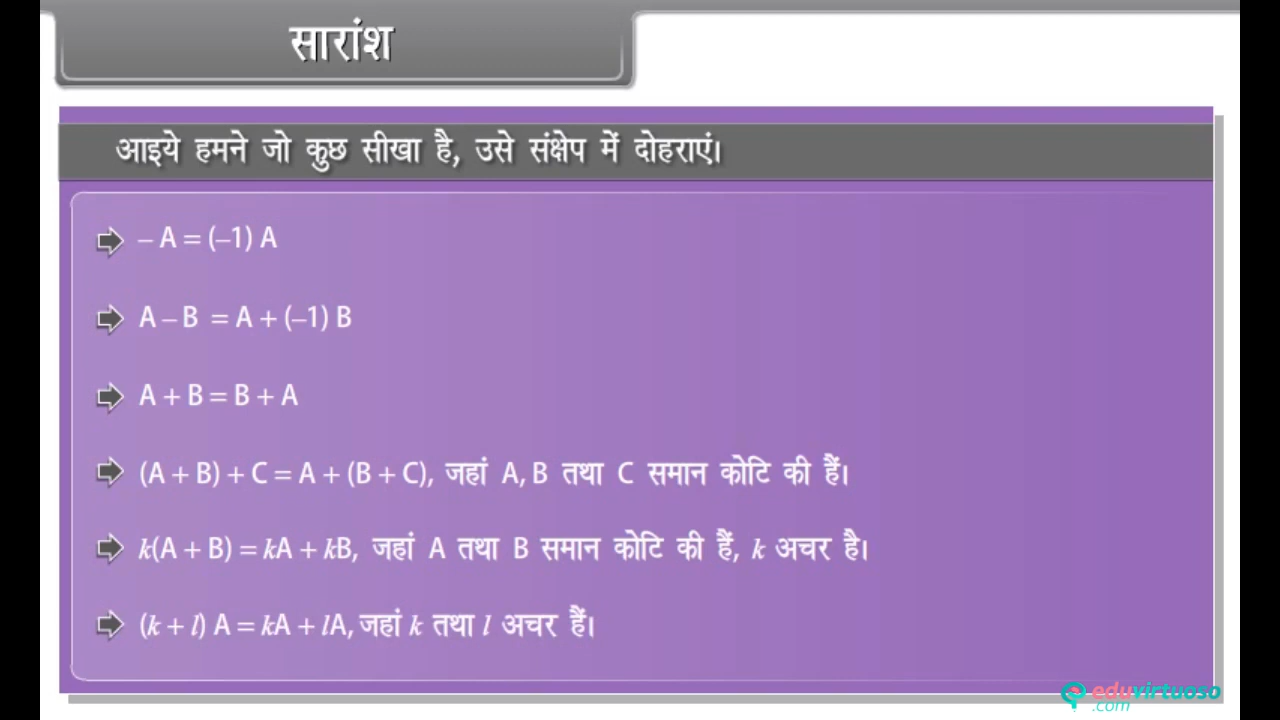 सारांश
आइये हमने जो कुछ सीखा है, उसे संक्षेप में दोहराएं।
– A = (–1) A
A – B = A + (–1) B
A + B = B + A
(A + B) + C = A + (B + C), जहां A, B तथा C समान कोटि की हैं।
k(A + B) = kA + kB, जहां A तथा B समान कोटि की हैं, k अचर है।
(k + l) A = kA + lA, जहां k तथा l अचर हैं।
eduvirtuoso
.com